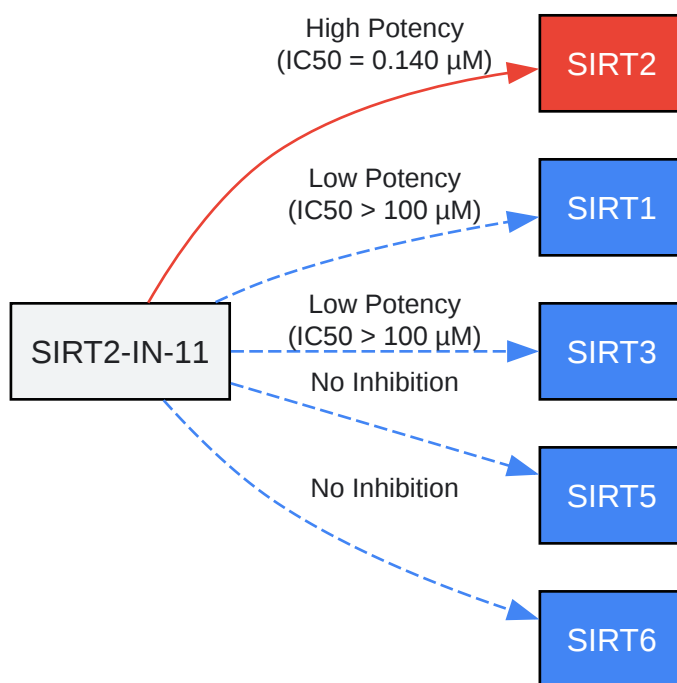 High Potency
(IC50 = 0.140 µM)
SIRT2
Low Potency
(IC50 > 100 µM)
SIRT1
Low Potency
(IC50 > 100 µM)
SIRT2-IN-11
SIRT3
No Inhibition
SIRT5
No Inhibition
SIRT6